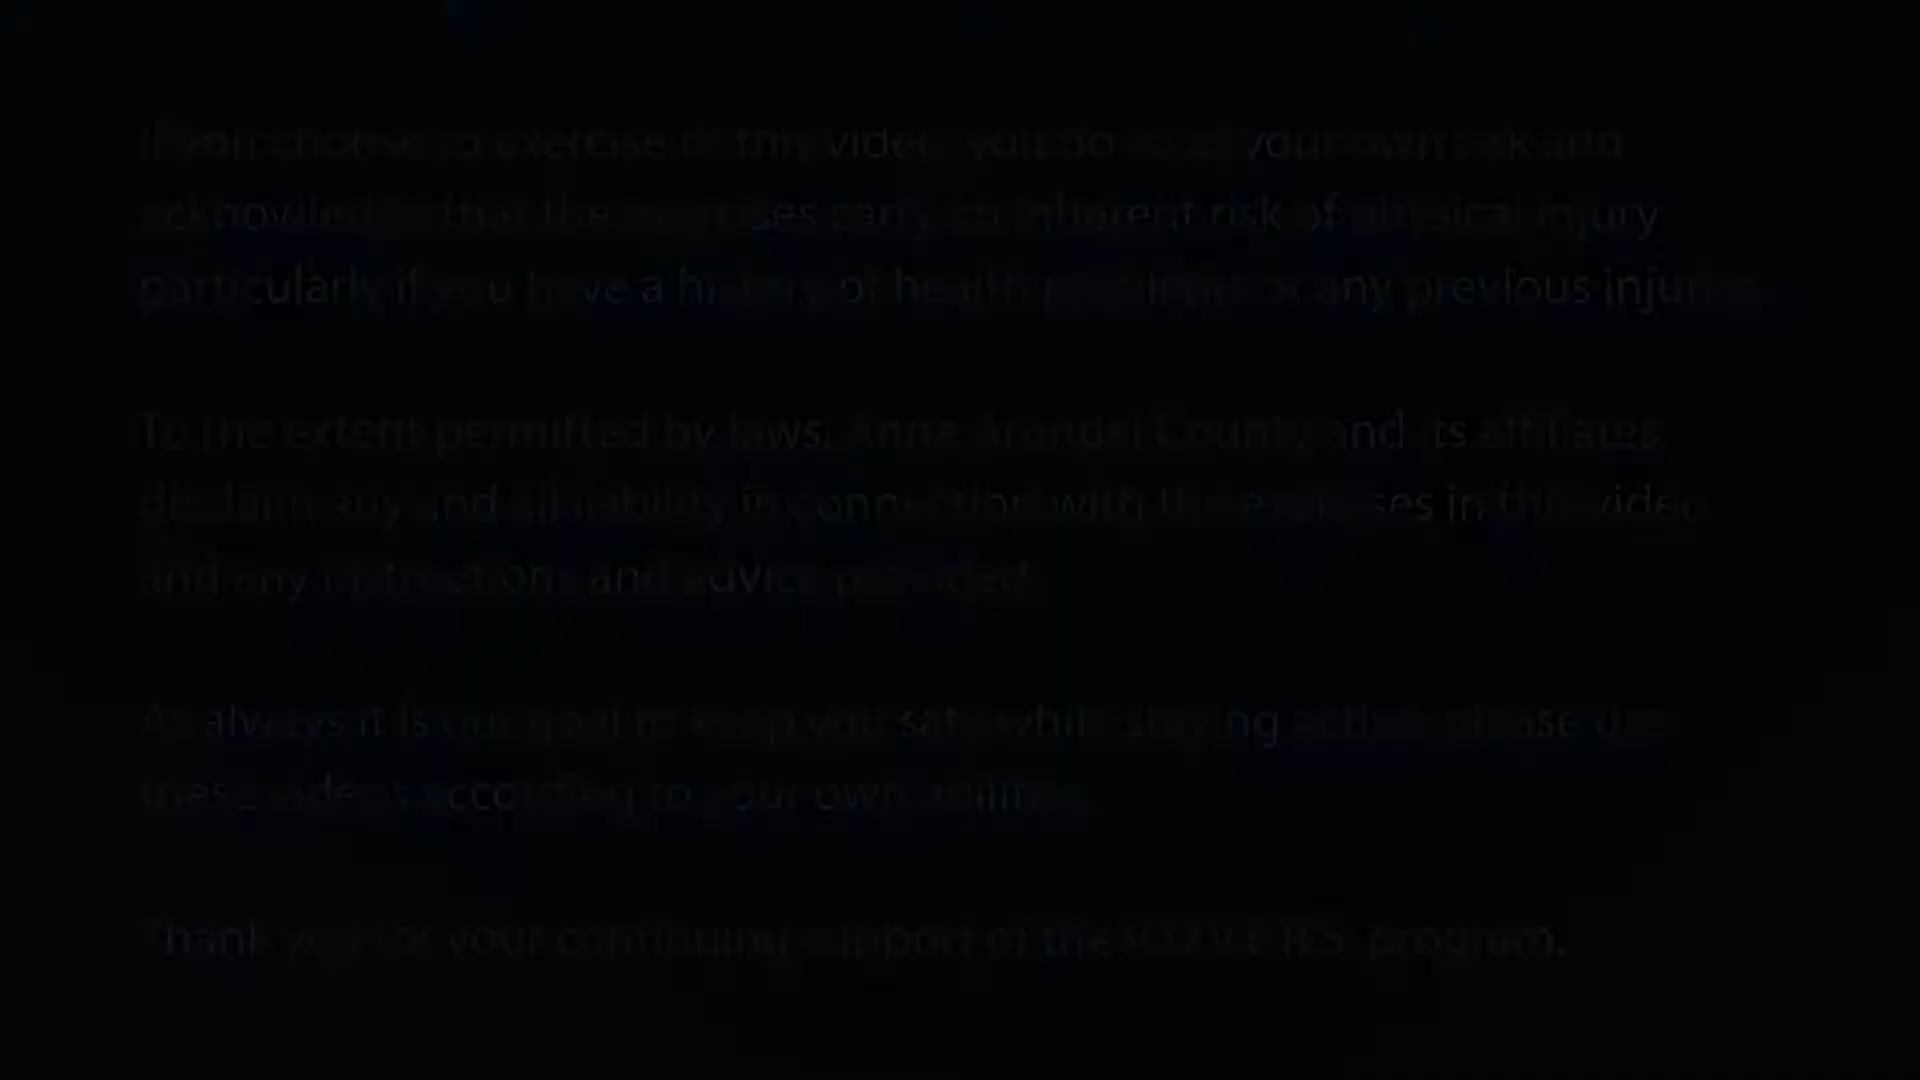 If you choose to exercise to this video, you do so at your own risk and
acknowledge that the exercises carry an inherent risk of physical injury
particularly if you have a history of health problems or any previous injuries.
To the extent permitted by laws, Anne Arundel County and its affiliates
disclaim any and all liability in connection with the exercises in this video
and any instructions and advice provided.
As always it is our goal to keep you safe while staying active, please use
these videos according to your own abilities.
Thank you for your continuing support of the program.